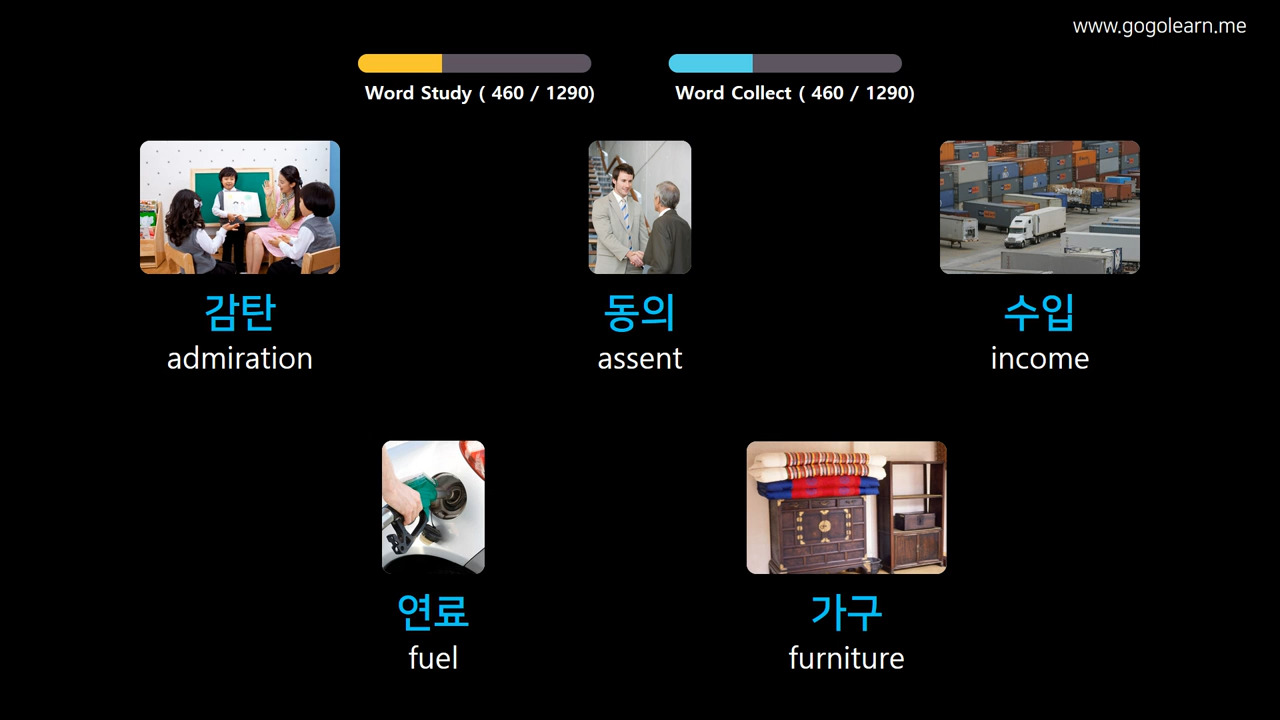 www.gogolearn.me
Word Study ( 460 / 1290)
Word Collect ( 460 / 1290)
감탄
admiration
동의
assent
수입
income
연료
fuel
가구
furniture